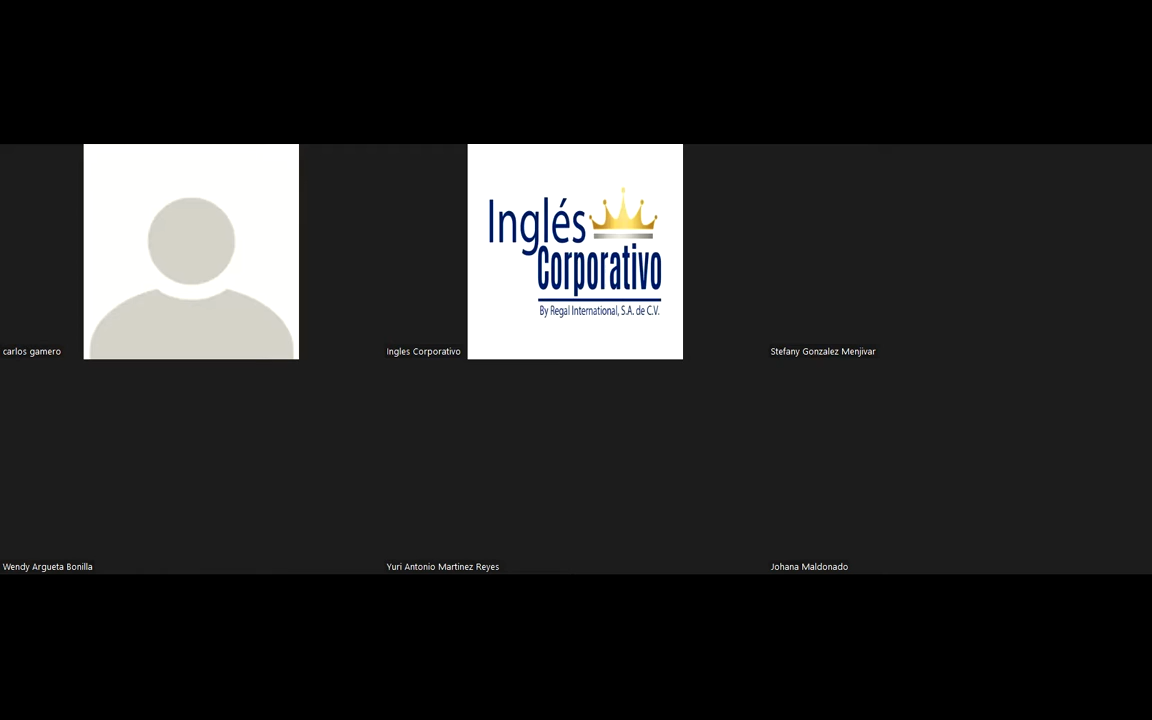 Inglés
Corporativo
By Regal International, S.A. de C.V.
carlos gamero
Ingles Corporativo
Stefany Gonzalez Menjivar
Wendy Argueta Bonilla
Yuri Antonio Martinez Reyes
Johana Maldonado